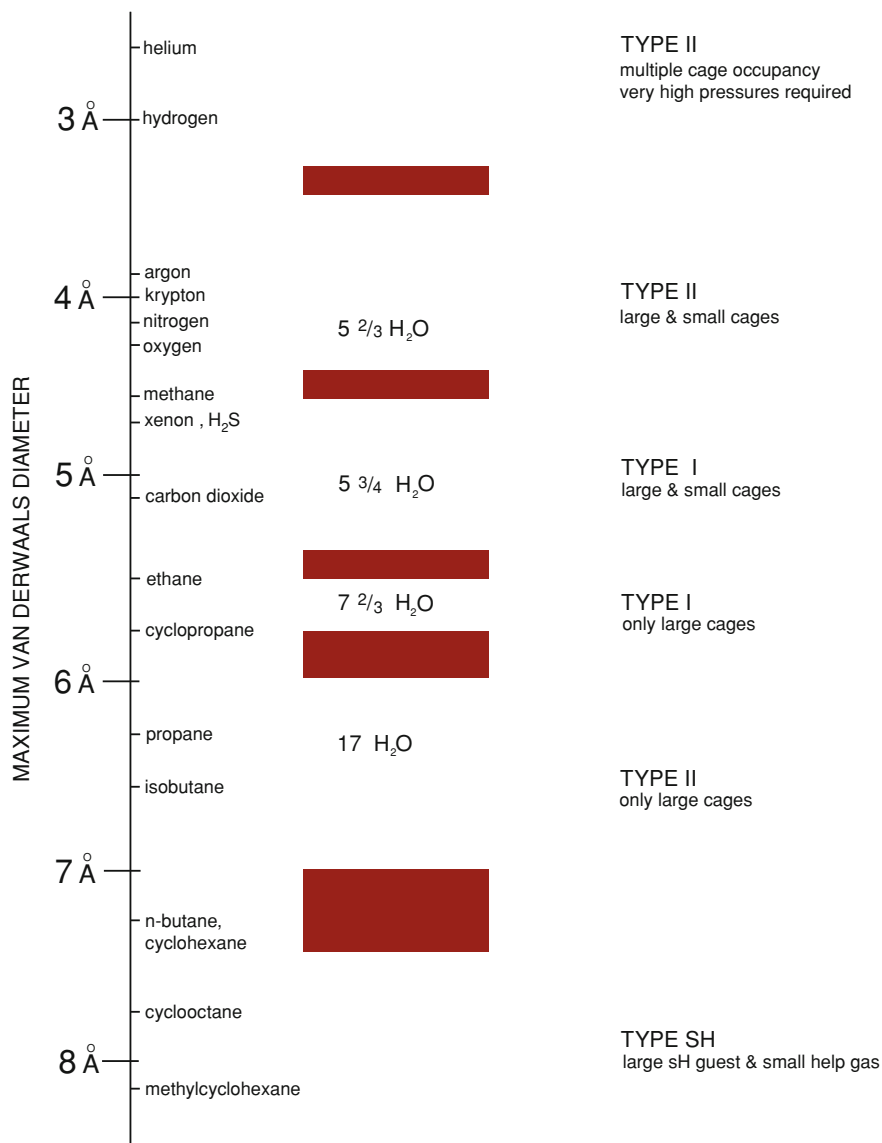 helium
TYPE II
multiple cage occupancy
very high pressures required
3 Å
hydrogen
argon
4 Å
krypton
TYPE II
nitrogen
5 2/3 H2O
large & small cages
oxygen
methane
xenon , H2S
5 Å
TYPE I
carbon dioxide
5 3/4 H2O
large & small cages
ethane
7 2/3 H2O
TYPE I
cyclopropane
only large cages
6 Å
propane
17 H2O
isobutane
TYPE II
only large cages
7 Å
n-butane,
cyclohexane
cyclooctane
TYPE SH
8 Å
large sH guest & small help gas
methylcyclohexane
MAXIMUM VAN DERWAALS DIAMETER